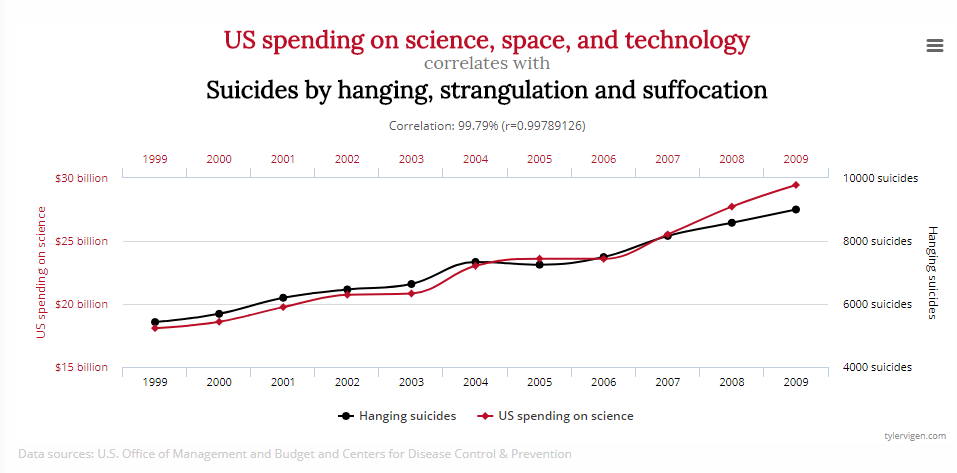 US spending on science, space, and technology
correlates with
Suicides by hanging, strangulation and suffocation
Correlation: 99.79% (r=0.99789126)
1999 2000 2001 2002 2003 2004 2005 2006 2007 2008 2009
US spending on science
$30 billion
$25 billion
$20 billion
$15 billion
Hanging suicides
10000 suicides
8000 suicides
6000 suicides
4000 suicides
1999 2000 2001 2002 2003 2004 2005 2006 2007 2008 2009
Hanging suicides US spending on science
tylervigen.com
Data sources: U.S. Office of Management and Budget and Centers for Disease Control & Prevention